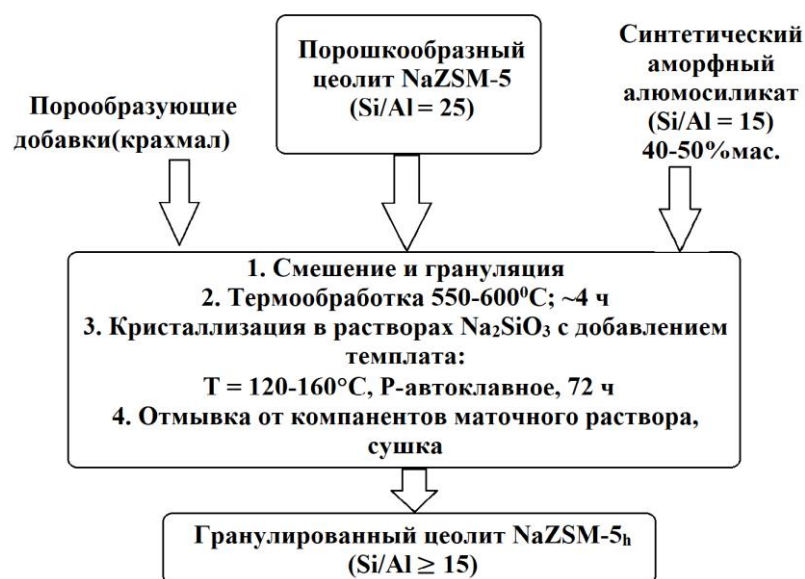 Порообразующие
добавки(крахмал)
Порошкообразный
цеолит NaZSM-5
(Si/Al = 25)
Синтетический
аморфный
алюмосиликат
(Si/Al = 15)
40-50%мас.
1. Смешение и грануляция
2. Термообработка 550-600⁰С; ~4 ч
3. Кристаллизация в растворах Na₂SiO₃ с добавлением
темплата:
Т = 120-160°С, Р-автоклавное, 72 ч
4. Отмывка от компанентов маточного раствора,
сушка
Гранулированный цеолит NaZSM-5ₕ
(Si/Al ≥ 15)